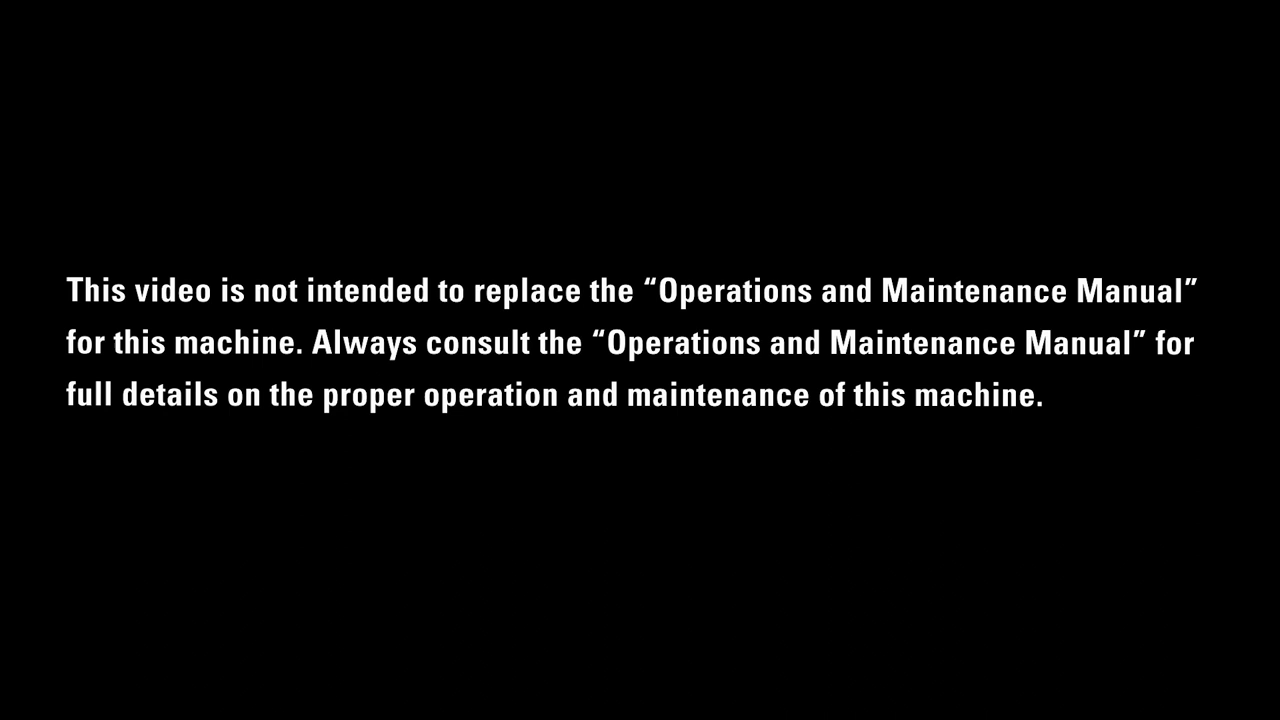 This video is not intended to replace the “Operations and Maintenance Manual”
for this machine. Always consult the “Operations and Maintenance Manual” for
full details on the proper operation and maintenance of this machine.